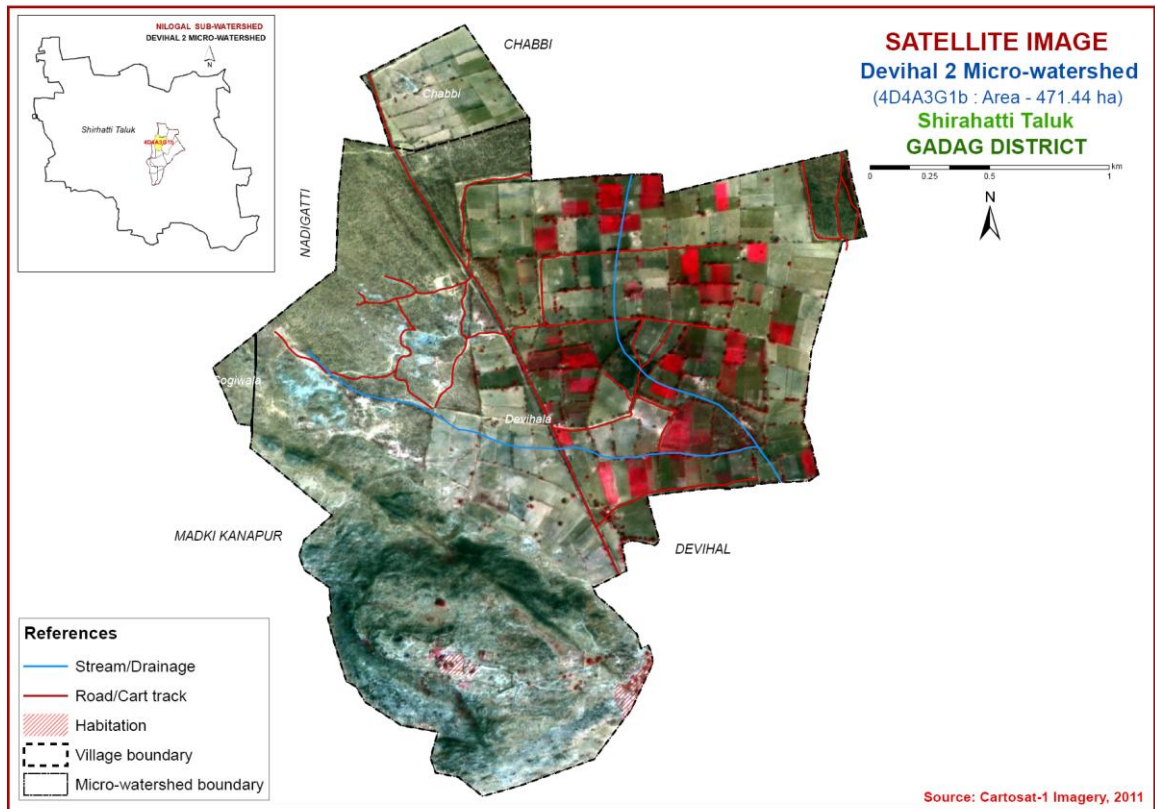 NILOGAL SUB-WATERSHED
DEVIHAL 2 MICRO-WATERSHED
N
Shirhatti Taluk
4D4A3G1b
CHABBI
SATELLITE IMAGE
Devihal 2 Micro-watershed
(4D4A3G1b : Area - 471.44 ha)
Shirahatti Taluk
GADAG DISTRICT
km
0 0.25 0.5 1
N
Chabbi
NADIGATTI
Sogiwala
Devihala
MADKI KANAPUR
DEVIHAL
References
Stream/Drainage
Road/Cart track
Habitation
Village boundary
Micro-watershed boundary
Source: Cartosat-1 Imagery, 2011